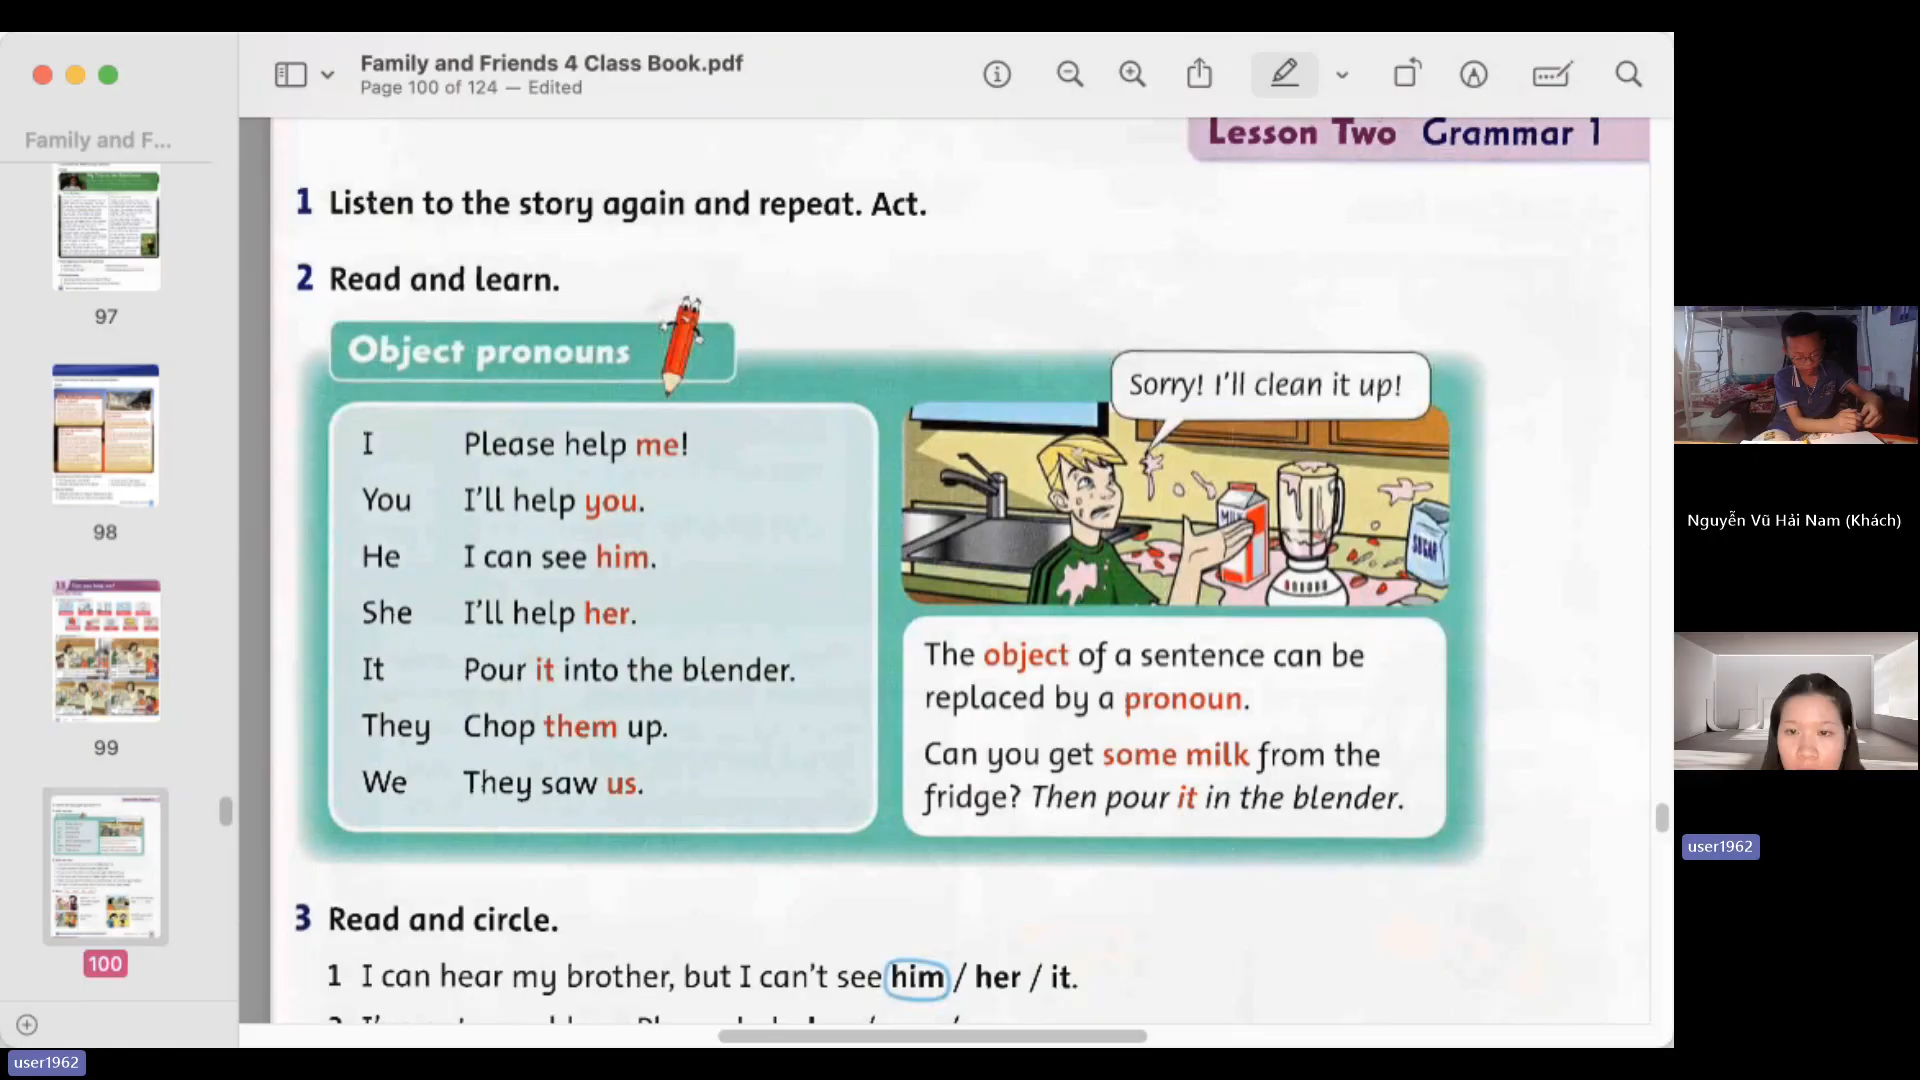 Family and Friends 4 Class Book.pdf
Page 100 of 124 — Edited
Family and F...
97
98
99
100
Lesson Two Grammar 1
1 Listen to the story again and repeat. Act.
2 Read and learn.
Object pronouns
I Please help me!
You I'll help you.
He I can see him.
She I'll help her.
It Pour it into the blender.
They Chop them up.
We They saw us.
Sorry! I'll clean it up!
MILK
SUGAR
The object of a sentence can be
replaced by a pronoun.
Can you get some milk from the
fridge? Then pour it in the blender.
3 Read and circle.
1 I can hear my brother, but I can't see him / her / it.
Nguyễn Vũ Hải Nam (Khách)
user1962
user1962